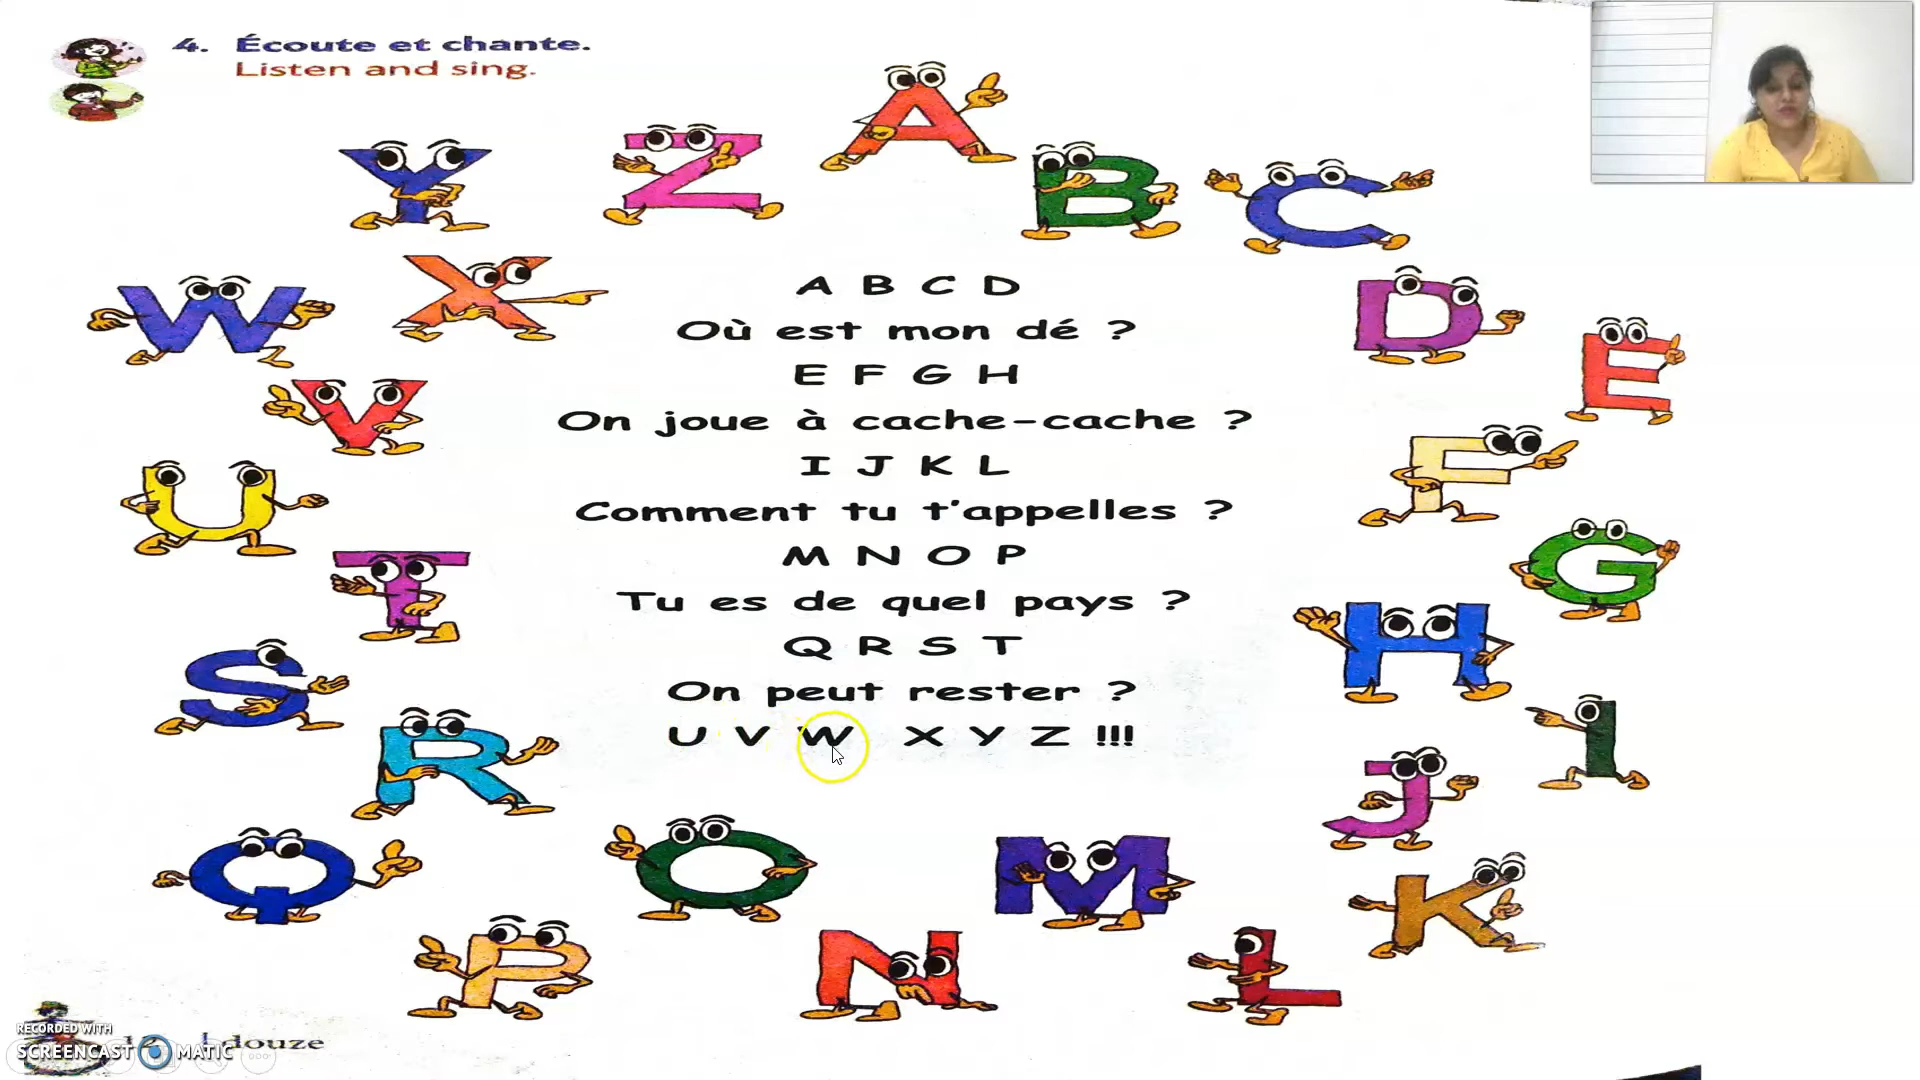 4. Écoute et chante.
Listen and sing.
A B C D
Où est mon dé ?
E F G H
On joue à cache-cache ?
I J K L
Comment tu t'appelles ?
M N O P
Tu es de quel pays ?
Q R S T
On peut rester ?
U V W X Y Z !!!
A
B
C
D
E
F
G
H
I
J
K
L
M
N
O
P
Q
R
S
T
U
V
W
X
Y
Z
12 douze
RECORDED WITH
SCREENCAST MATIC